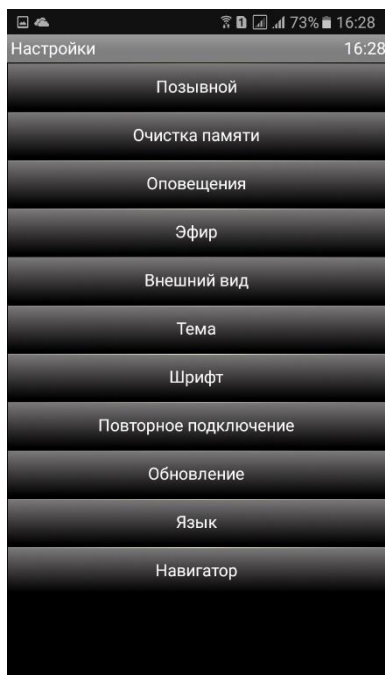 73% 16:28
Настройки 16:28
Позывной
Очистка памяти
Оповещения
Эфир
Внешний вид
Тема
Шрифт
Повторное подключение
Обновление
Язык
Навигатор